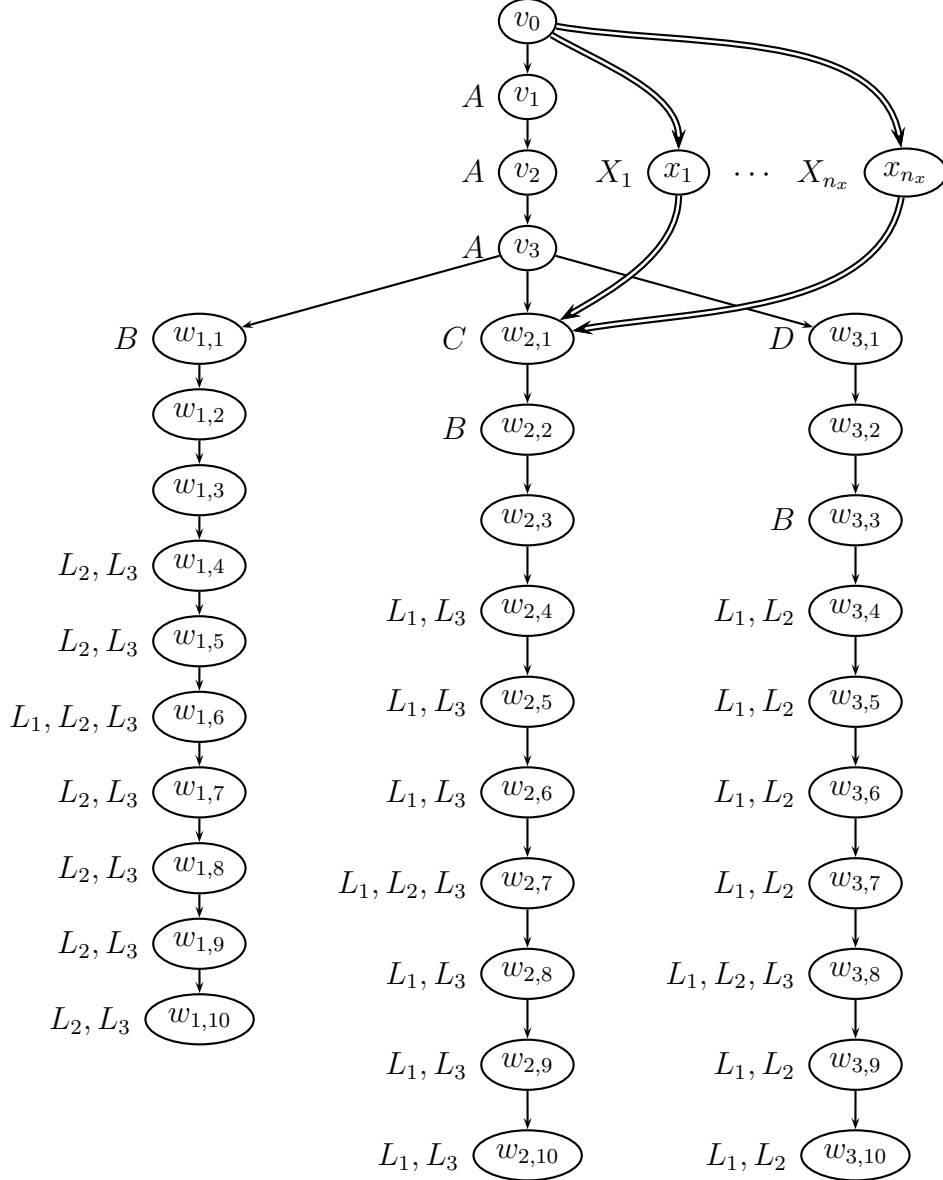 v_0
A v_1
A v_2 X_1 x_1 ⋯ X_{n_x} x_{n_x}
A v_3
B w_{1,1} C w_{2,1} D w_{3,1}
w_{1,2} B w_{2,2} w_{3,2}
w_{1,3} w_{2,3} B w_{3,3}
L_2, L_3 w_{1,4} L_1, L_3 w_{2,4} L_1, L_2 w_{3,4}
L_2, L_3 w_{1,5} L_1, L_3 w_{2,5} L_1, L_2 w_{3,5}
L_1, L_2, L_3 w_{1,6} L_1, L_3 w_{2,6} L_1, L_2 w_{3,6}
L_2, L_3 w_{1,7} L_1, L_2, L_3 w_{2,7} L_1, L_2 w_{3,7}
L_2, L_3 w_{1,8} L_1, L_3 w_{2,8} L_1, L_2, L_3 w_{3,8}
L_2, L_3 w_{1,9} L_1, L_3 w_{2,9} L_1, L_2 w_{3,9}
L_2, L_3 w_{1,10} L_1, L_3 w_{2,10} L_1, L_2 w_{3,10}